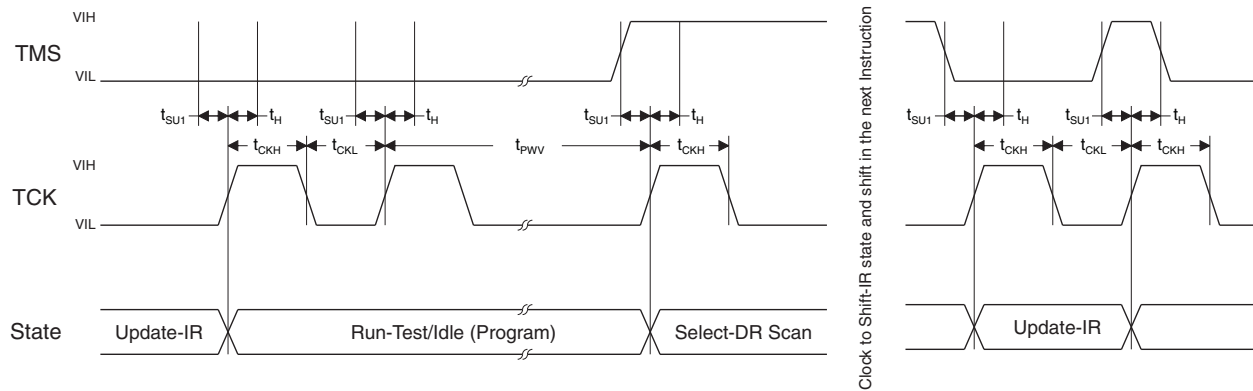 VIH
TMS
VIL
tSU1 tH tSU1 tH tSU1 tH tSU1 tH tSU1 tH
tCKH tCKL tPWV tCKH tCKH tCKL tCKH
VIH
TCK
VIL
State
Update-IR Run-Test/Idle (Program) Select-DR Scan Update-IR
Clock to Shift-IR state and shift in the next Instruction